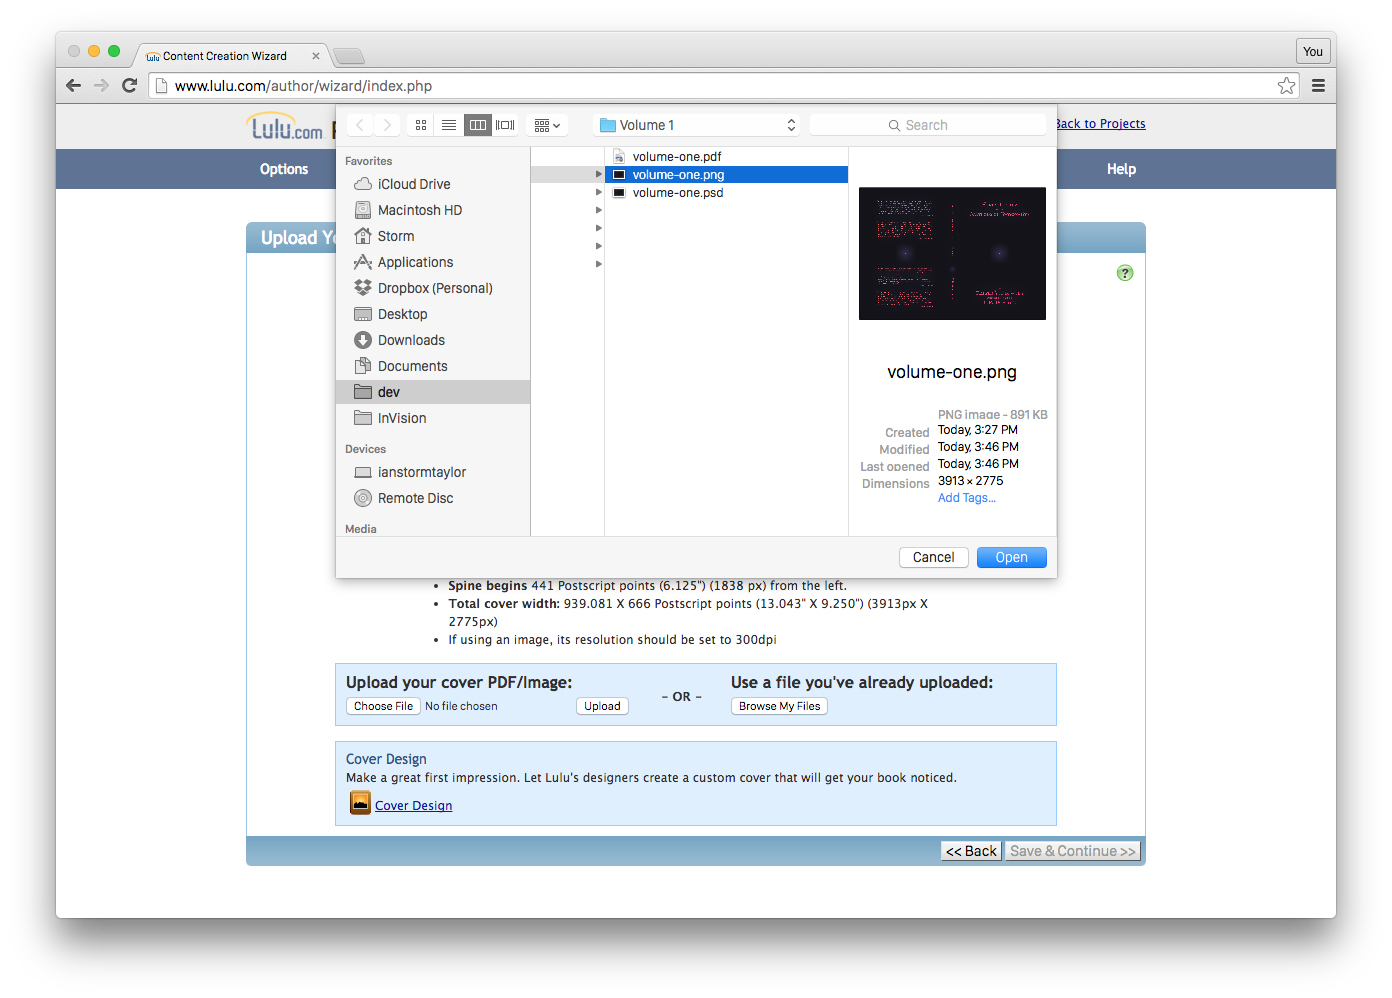 Lulu Content Creation Wizard ×
You
www.lulu.com/author/wizard/index.php
Lulu.com
Volume 1
Search
Back to Projects
Options
Help
Upload Yo
?
Favorites
iCloud Drive
Macintosh HD
Storm
Applications
Dropbox (Personal)
Desktop
Downloads
Documents
dev
InVision
Devices
ianstormtaylor
Remote Disc
Media
volume-one.pdf
volume-one.png
volume-one.psd
volume-one.png
PNG image - 891 KB
Created Today, 3:27 PM
Modified Today, 3:46 PM
Last opened Today, 3:46 PM
Dimensions 3913 × 2775
Add Tags...
Cancel Open
• Spine begins 441 Postscript points (6.125") (1838 px) from the left.
• Total cover width: 939.081 X 666 Postscript points (13.043" X 9.250") (3913px X
2775px)
• If using an image, its resolution should be set to 300dpi
Upload your cover PDF/Image:
Choose File No file chosen Upload
– OR –
Use a file you've already uploaded:
Browse My Files
Cover Design
Make a great first impression. Let Lulu's designers create a custom cover that will get your book noticed.
Cover Design
<< Back Save & Continue >>